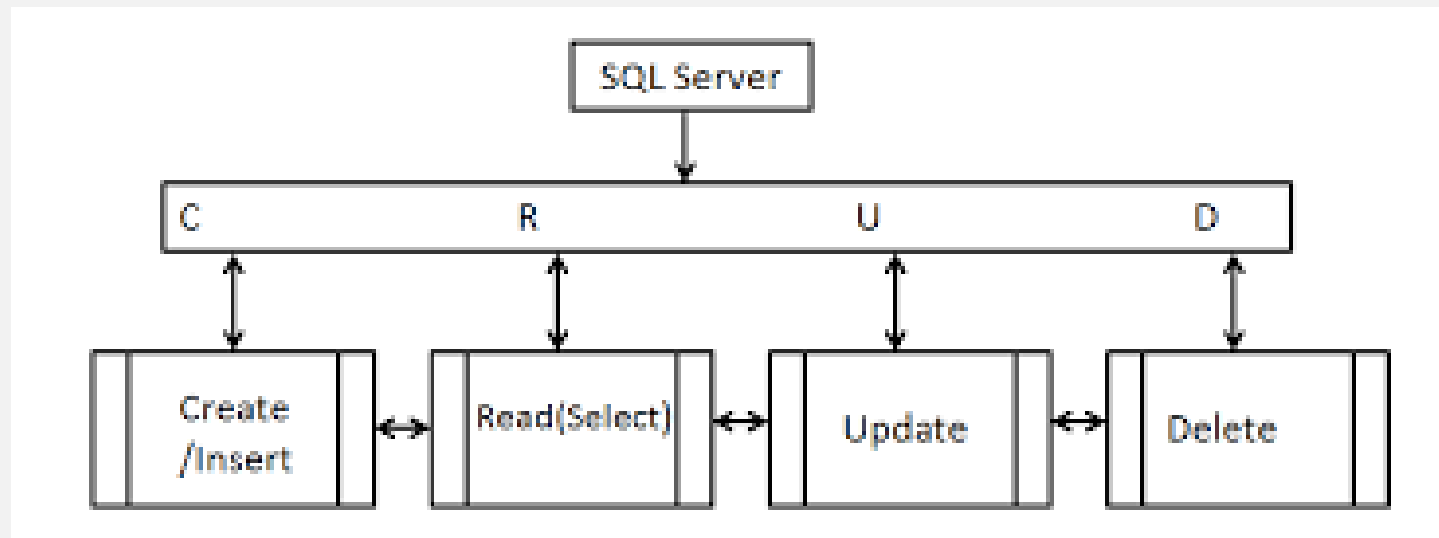 SQL Server
C R U D
Create
/Insert
Read(Select)
Update
Delete